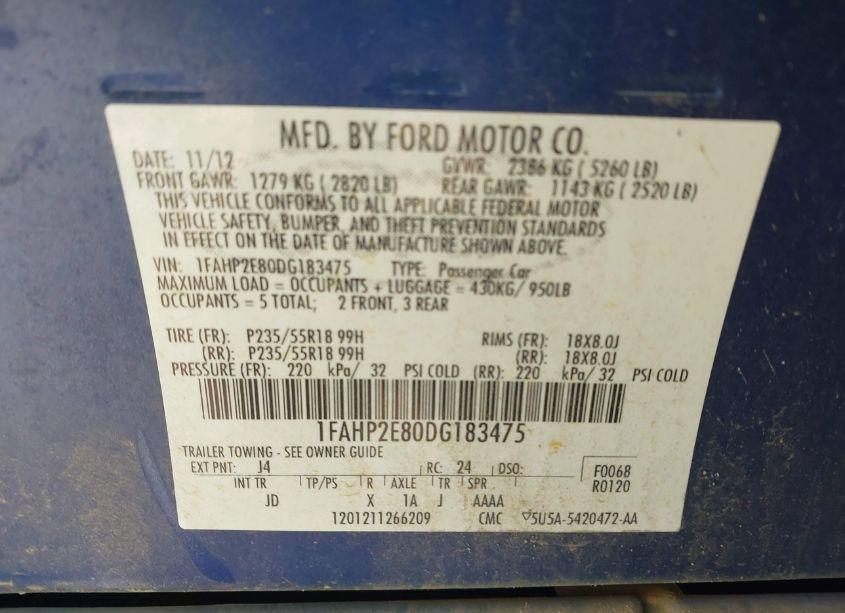 MFD. BY FORD MOTOR CO.
DATE: 11/12 GVWR: 2386 KG ( 5260 LB)
FRONT GAWR: 1279 KG ( 2820 LB) REAR GAWR: 1143 KG ( 2520 LB)
THIS VEHICLE CONFORMS TO ALL APPLICABLE FEDERAL MOTOR
VEHICLE SAFETY, BUMPER, AND THEFT PREVENTION STANDARDS
IN EFFECT ON THE DATE OF MANUFACTURE SHOWN ABOVE.
VIN: 1FAHP2E80DG183475 TYPE: Passenger Car
MAXIMUM LOAD = OCCUPANTS + LUGGAGE = 430KG/ 950LB
OCCUPANTS = 5 TOTAL; 2 FRONT, 3 REAR
TIRE (FR): P235/55R18 99H RIMS (FR): 18X8.0J
(RR): P235/55R18 99H (RR): 18X8.0J
PRESSURE (FR): 220 kPa/ 32 PSI COLD (RR): 220 kPa/ 32 PSI COLD
1FAHP2E80DG183475
TRAILER TOWING - SEE OWNER GUIDE
EXT PNT: J4 RC: 24 DSO: F0068
INT TR TP/PS R AXLE TR SPR R0120
JD X 1A J AAAA
1201211266209 CMC ▽5U5A-5420472-AA